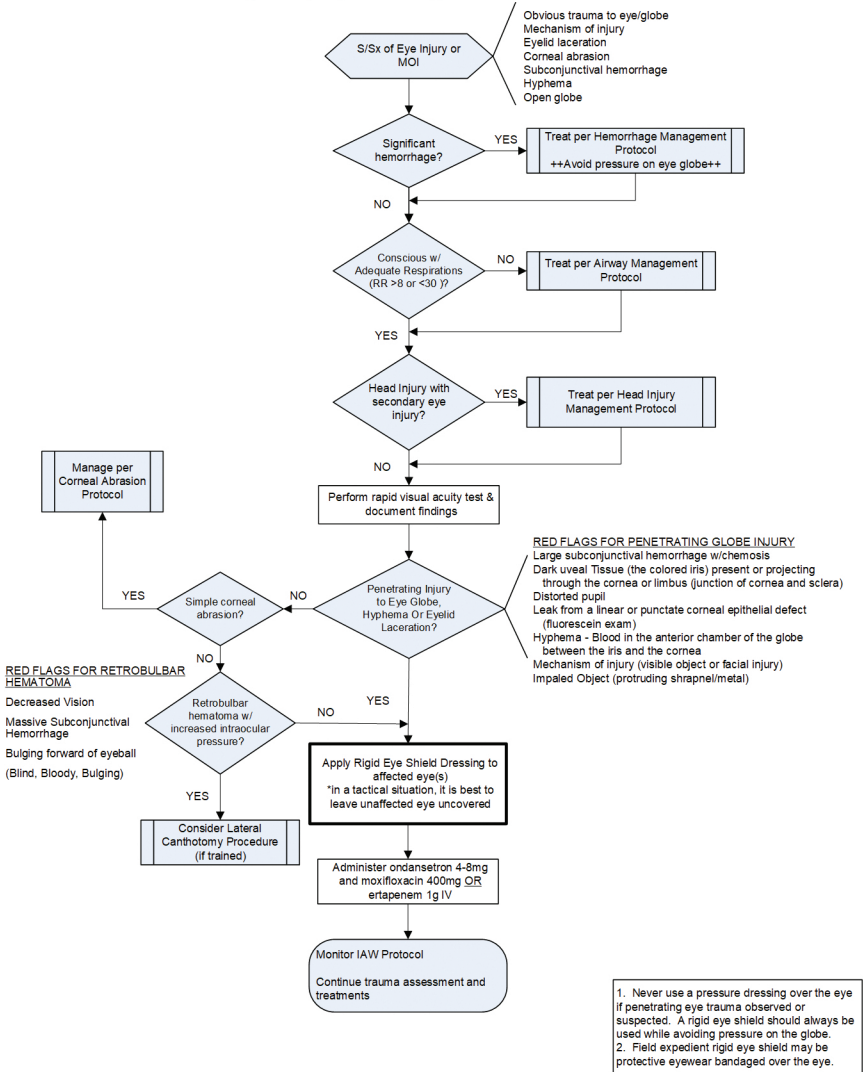 S/Sx of Eye Injury or
MOI
Obvious trauma to eye/globe
Mechanism of injury
Eyelid laceration
Corneal abrasion
Subconjunctival hemorrhage
Hyphema
Open globe
Significant
hemorrhage?
YES
Treat per Hemorrhage Management
Protocol
++Avoid pressure on eye globe++
NO
Conscious w/
Adequate Respirations
(RR >8 or <30 )?
NO
Treat per Airway Management
Protocol
YES
Head Injury with
secondary eye
injury?
YES
Treat per Head Injury
Management Protocol
NO
Perform rapid visual acuity test &
document findings
Manage per
Corneal Abrasion
Protocol
YES
Simple corneal
abrasion?
NO
Penetrating Injury
to Eye Globe,
Hyphema Or Eyelid
Laceration?
RED FLAGS FOR PENETRATING GLOBE INJURY
Large subconjunctival hemorrhage w/chemosis
Dark uveal Tissue (the colored iris) present or projecting
through the cornea or limbus (junction of cornea and sclera)
Distorted pupil
Leak from a linear or punctate corneal epithelial defect
(fluorescein exam)
Hyphema - Blood in the anterior chamber of the globe
between the iris and the cornea
Mechanism of injury (visible object or facial injury)
Impaled Object (protruding shrapnel/metal)
NO
YES
RED FLAGS FOR RETROBULBAR
HEMATOMA
Decreased Vision
Massive Subconjunctival
Hemorrhage
Bulging forward of eyeball
(Blind, Bloody, Bulging)
Retrobulbar
hematoma w/
increased intraocular
pressure?
NO
YES
Consider Lateral
Canthotomy Procedure
(if trained)
Apply Rigid Eye Shield Dressing to
affected eye(s)
*in a tactical situation, it is best to
leave unaffected eye uncovered
Administer ondansetron 4-8mg
and moxifloxacin 400mg OR
ertapenem 1g IV
Monitor IAW Protocol
Continue trauma assessment and
treatments
1. Never use a pressure dressing over the eye
if penetrating eye trauma observed or
suspected. A rigid eye shield should always be
used while avoiding pressure on the globe.
2. Field expedient rigid eye shield may be
protective eyewear bandaged over the eye.